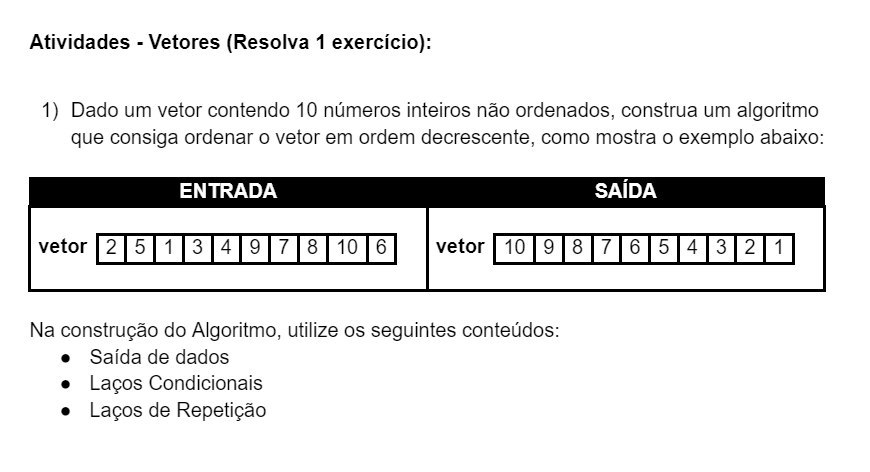 Atividades - Vetores (Resolva 1 exercício):
1) Dado um vetor contendo 10 números inteiros não ordenados, construa um algoritmo
que consiga ordenar o vetor em ordem decrescente, como mostra o exemplo abaixo:
ENTRADA SAÍDA
vetor 2 5 1 3 4 9 7 8 10 6 vetor 10 9 8 7 6 5 4 3 2 1
Na construção do Algoritmo, utilize os seguintes conteúdos:
● Saída de dados
● Laços Condicionais
● Laços de Repetição